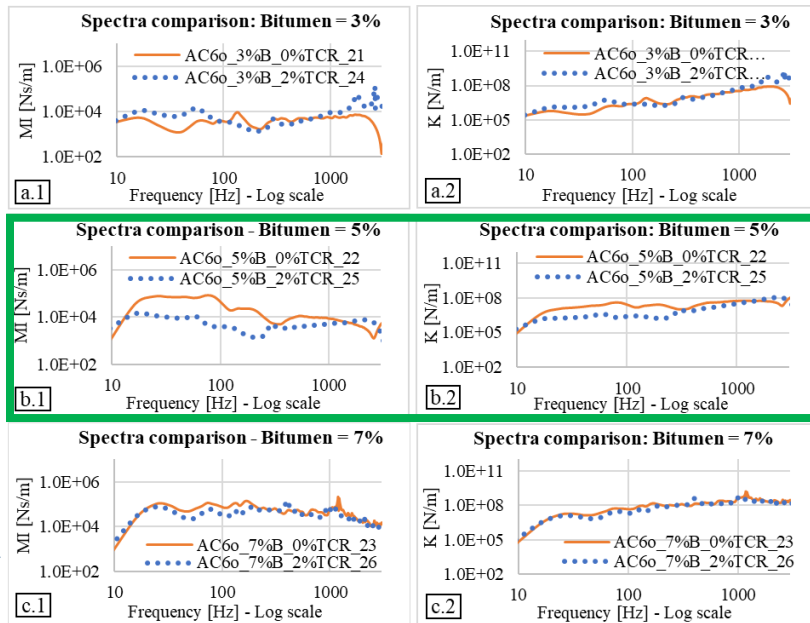 Spectra comparison: Bitumen = 3%
MI [Ns/m]
1.0E+06
1.0E+04
1.0E+02
AC6o_3%B_0%TCR_21
AC6o_3%B_2%TCR_24
10
100
1000
Frequency [Hz] - Log scale
a.1
Spectra comparison: Bitumen = 3%
K [N/m]
1.0E+11
1.0E+08
1.0E+05
1.0E+02
AC6o_3%B_0%TCR...
AC6o_3%B_2%TCR...
10
100
1000
Frequency [Hz] - Log scale
a.2
Spectra comparison - Bitumen = 5%
MI [Ns/m]
1.0E+06
1.0E+04
1.0E+02
AC6o_5%B_0%TCR_22
AC6o_5%B_2%TCR_25
10
100
1000
Frequency [Hz] - Log scale
b.1
Spectra comparison: Bitumen = 5%
K [N/m]
1.0E+11
1.0E+08
1.0E+05
1.0E+02
AC6o_5%B_0%TCR_22
AC6o_5%B_2%TCR_25
10
100
1000
Frequency [Hz] - Log scale
b.2
Spectra comparison - Bitumen = 7%
MI [Ns/m]
1.0E+06
1.0E+04
1.0E+02
AC6o_7%B_0%TCR_23
AC6o_7%B_2%TCR_26
10
100
1000
Frequency [Hz] - Log scale
c.1
Spectra comparison: Bitumen = 7%
K [N/m]
1.0E+11
1.0E+08
1.0E+05
1.0E+02
AC6o_7%B_0%TCR_23
AC6o_7%B_2%TCR_26
10
100
1000
Frequency [Hz] - Log scale
c.2